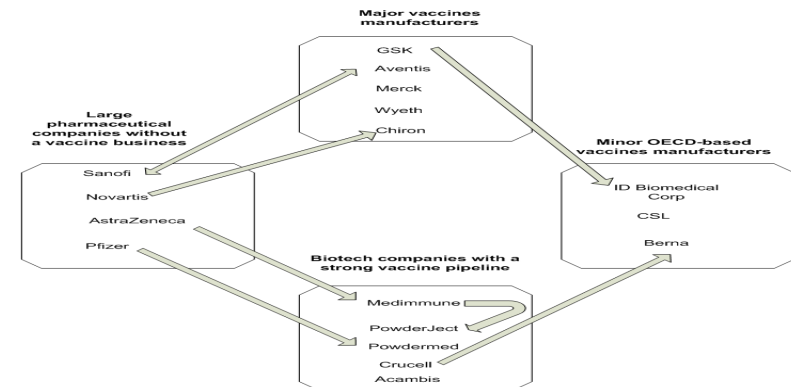 Major vaccines
manufacturers
GSK
Aventis
Merck
Wyeth
Chiron
Large
pharmaceutical
companies without
a vaccine business
Sanofi
Novartis
AstraZeneca
Pfizer
Minor OECD-based
vaccines manufacturers
ID Biomedical
Corp
CSL
Berna
Biotech companies with a
strong vaccine pipeline
Medimmune
PowderJect
Powdermed
Crucell
Acambis